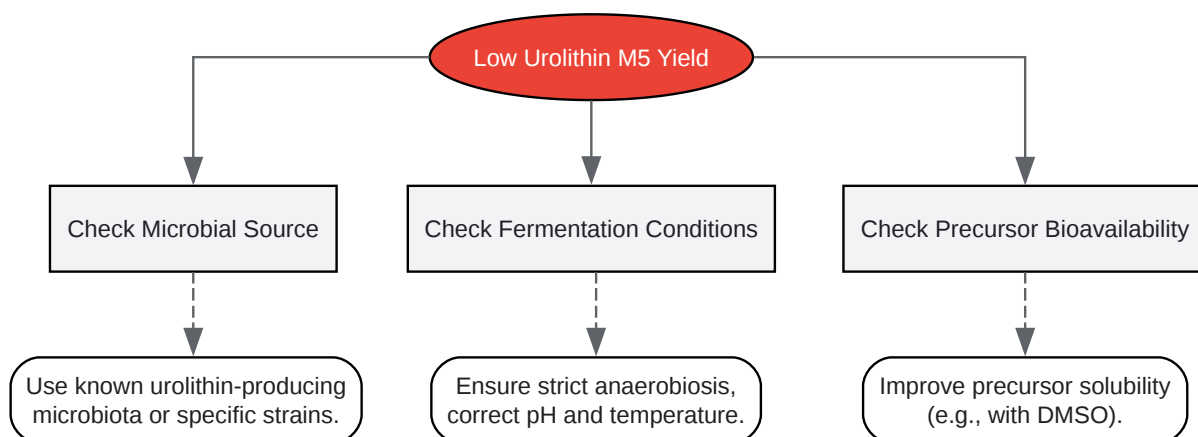 Low Urolithin M5 Yield
Check Microbial Source
Check Fermentation Conditions
Check Precursor Bioavailability
Use known urolithin-producing
microbiota or specific strains.
Ensure strict anaerobiosis,
correct pH and temperature.
Improve precursor solubility
(e.g., with DMSO).